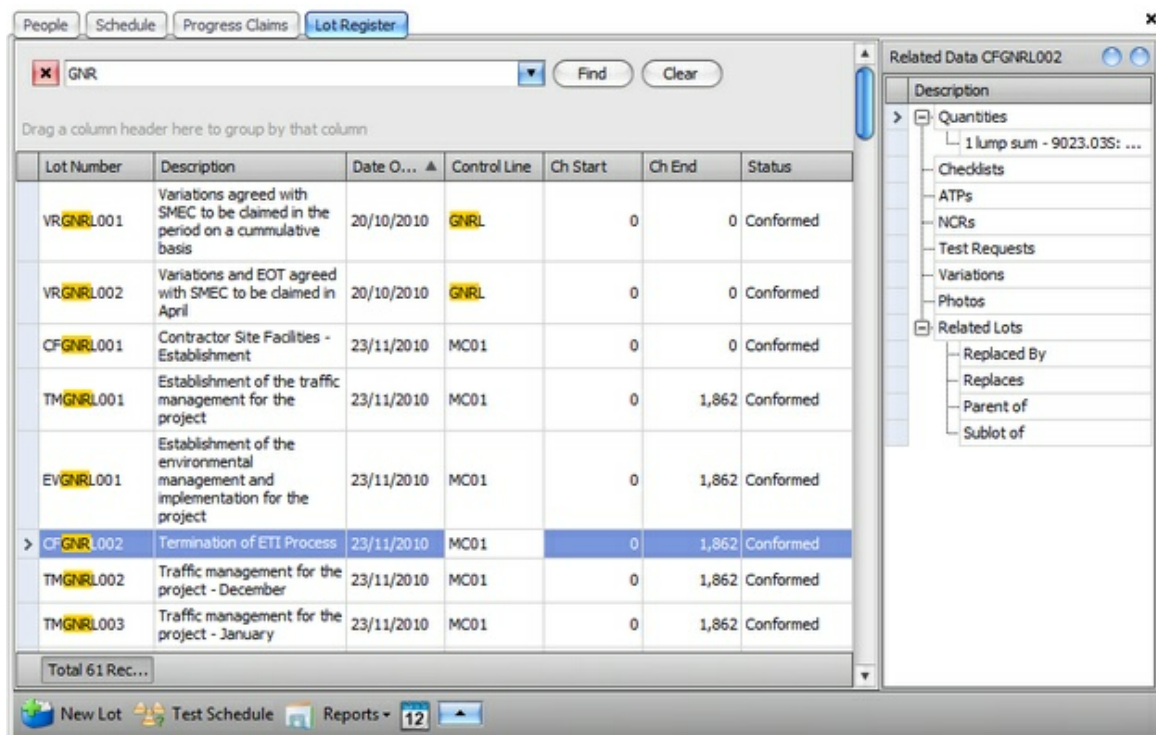 People Schedule Progress Claims Lot Register
GNR Find Clear
Drag a column header here to group by that column
Lot Number Description Date O... Control Line Ch Start Ch End Status
VRGNRL001 Variations agreed with SMEC to be claimed in the period on a cummulative basis 20/10/2010 GNRL 0 0 Conformed
VRGNRL002 Variations and EOT agreed with SMEC to be claimed in April 20/10/2010 GNRL 0 0 Conformed
CFGNRL001 Contractor Site Facilities - Establishment 23/11/2010 MC01 0 0 Conformed
TMGNRL001 Establishment of the traffic management for the project 23/11/2010 MC01 0 1,862 Conformed
EVGNRL001 Establishment of the environmental management and implementation for the project 23/11/2010 MC01 0 1,862 Conformed
CFGNRL002 Termination of ETI Process 23/11/2010 MC01 0 1,862 Conformed
TMGNRL002 Traffic management for the project - December 23/11/2010 MC01 0 1,862 Conformed
TMGNRL003 Traffic management for the project - January 23/11/2010 MC01 0 1,862 Conformed
Total 61 Rec...
New Lot Test Schedule Reports 12
Related Data CFGNRL002
Description
Quantities
1 lump sum - 9023.03S: ...
Checklists
ATPs
NCRs
Test Requests
Variations
Photos
Related Lots
Replaced By
Replaces
Parent of
Sublot of